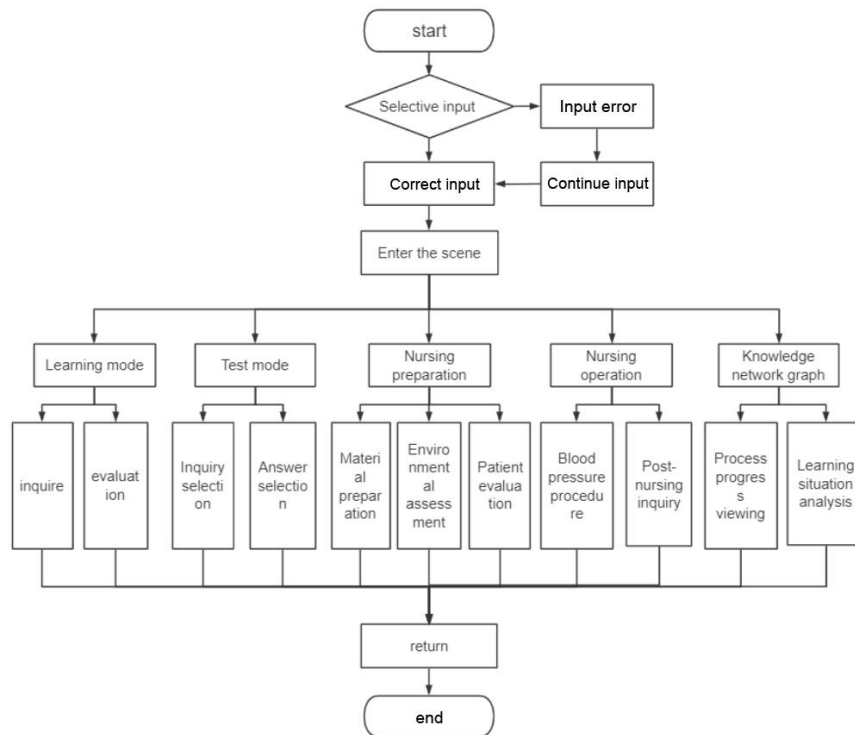 start
Selective input
Input error
Correct input
Continue input
Enter the scene
Learning mode
Test mode
Nursing
preparation
Nursing
operation
Knowledge
network graph
inquire
evaluat
ion
Inquiry
selecti
on
Answer
selectio
n
Materi
al
prepar
ation
Enviro
nment
al
assess
ment
Patient
evalua
tion
Blood
pressure
procedu
re
Post-
nursing
inquiry
Process
progres
s
viewing
Learning
situation
analysis
return
end